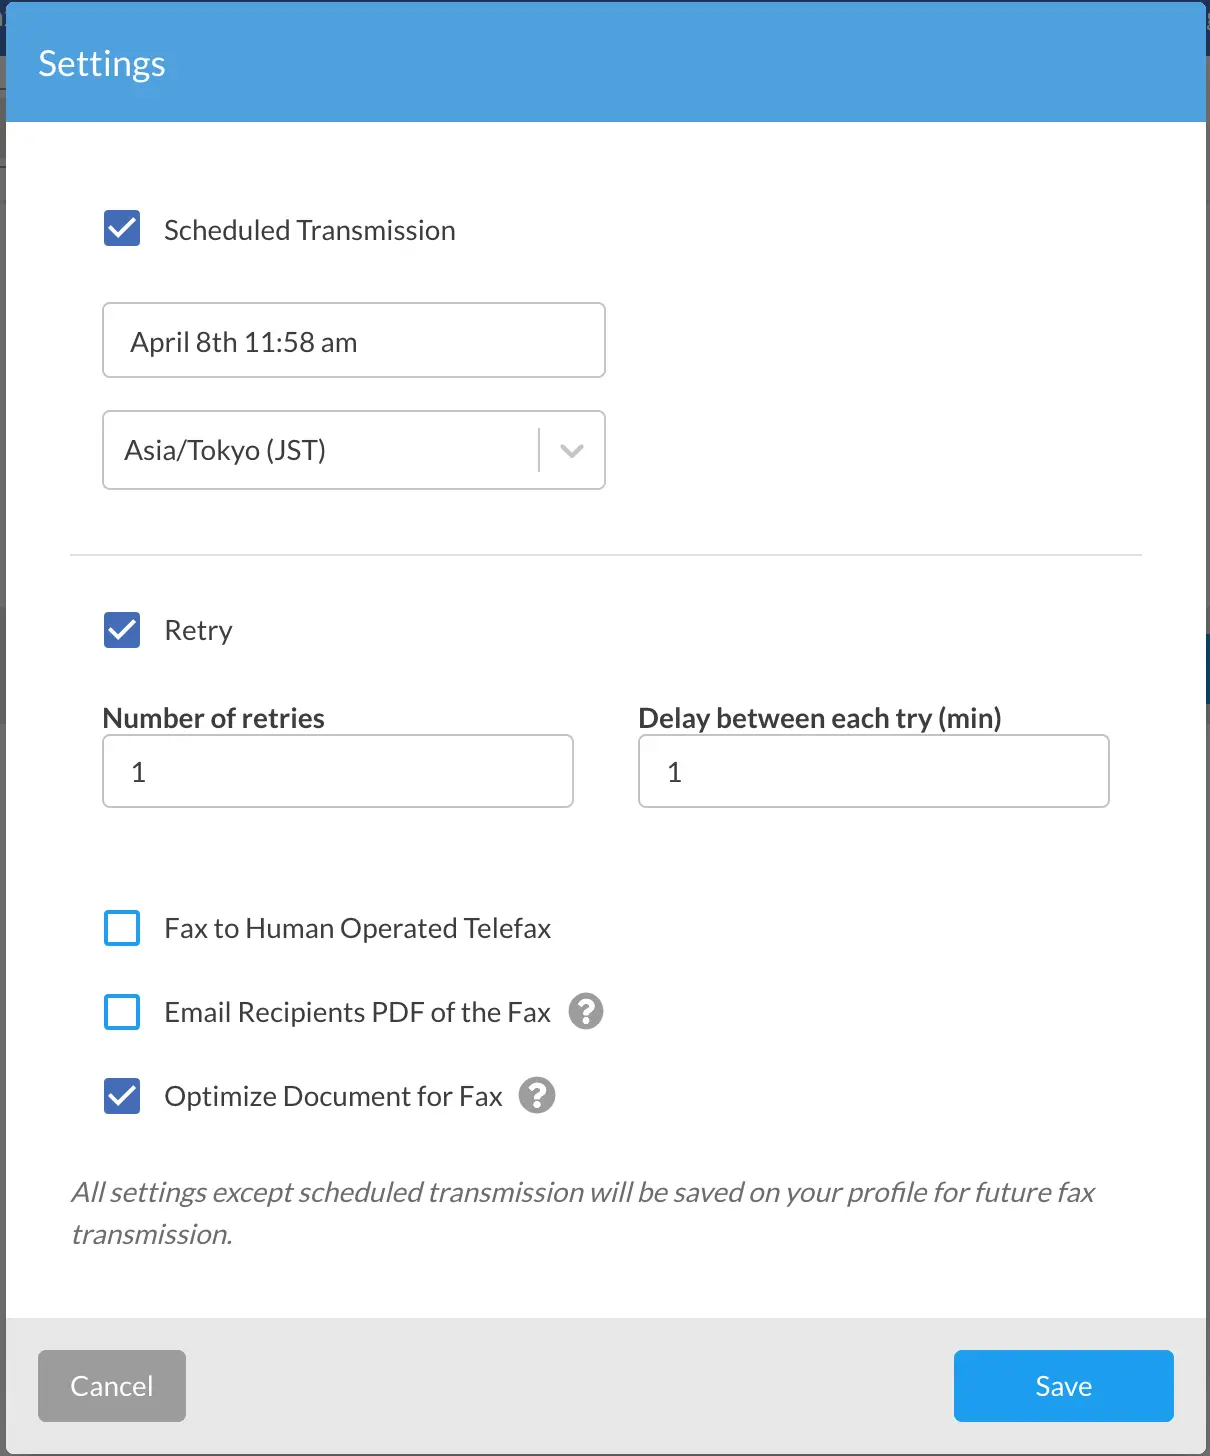 Settings
Scheduled Transmission
April 8th 11:58 am
Asia/Tokyo (JST)
Retry
Number of retries
Delay between each try (min)
1
1
Fax to Human Operated Telefax
Email Recipients PDF of the Fax ?
Optimize Document for Fax ?
All settings except scheduled transmission will be saved on your profile for future fax
transmission.
Cancel
Save